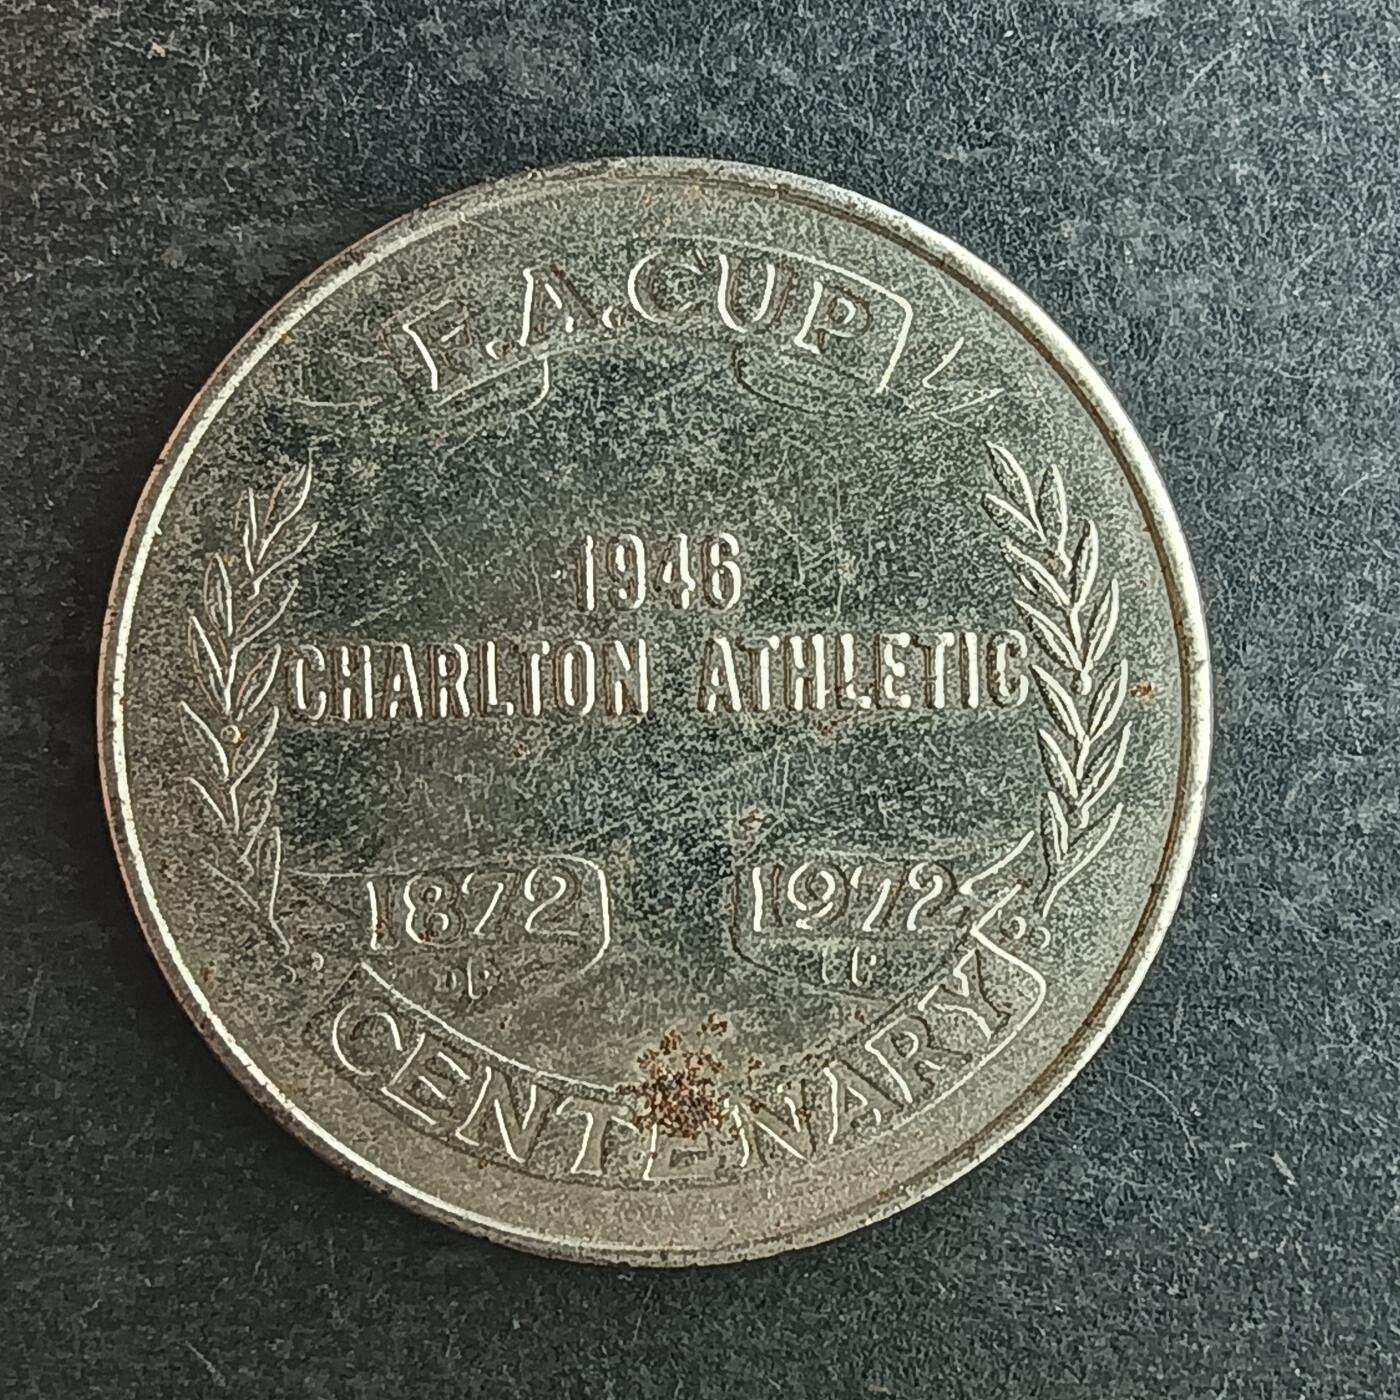 F.A.CUP
1946
CHARLTON ATHLETIC
1872 1972
CENTENARY